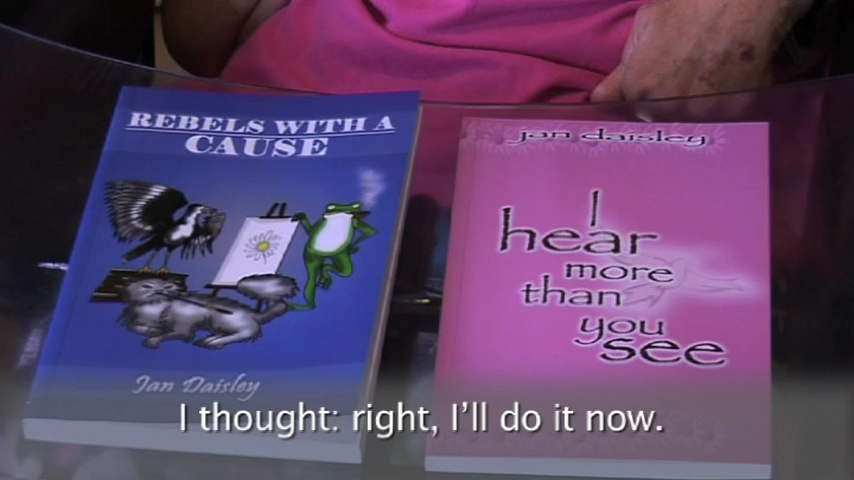 REBELS WITH A
CAUSE
Jan Daisley
jan daisley
I
hear
more
than
you
see
I thought: right, I'll do it now.